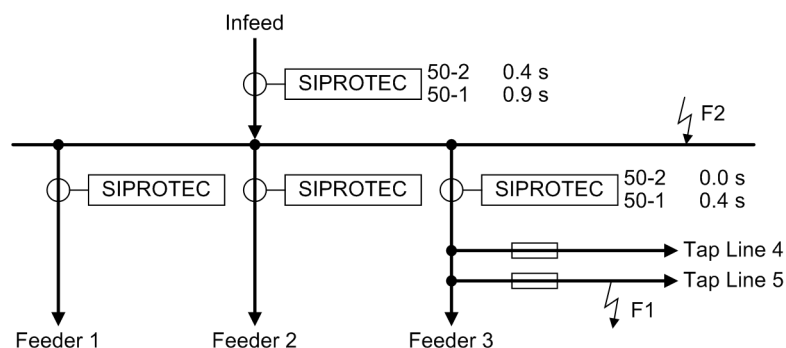 Infeed
SIPROTEC
50-2 0.4 s
50-1 0.9 s
F2
SIPROTEC
SIPROTEC
SIPROTEC
50-2 0.0 s
50-1 0.4 s
Tap Line 4
Tap Line 5
F1
Feeder 1
Feeder 2
Feeder 3